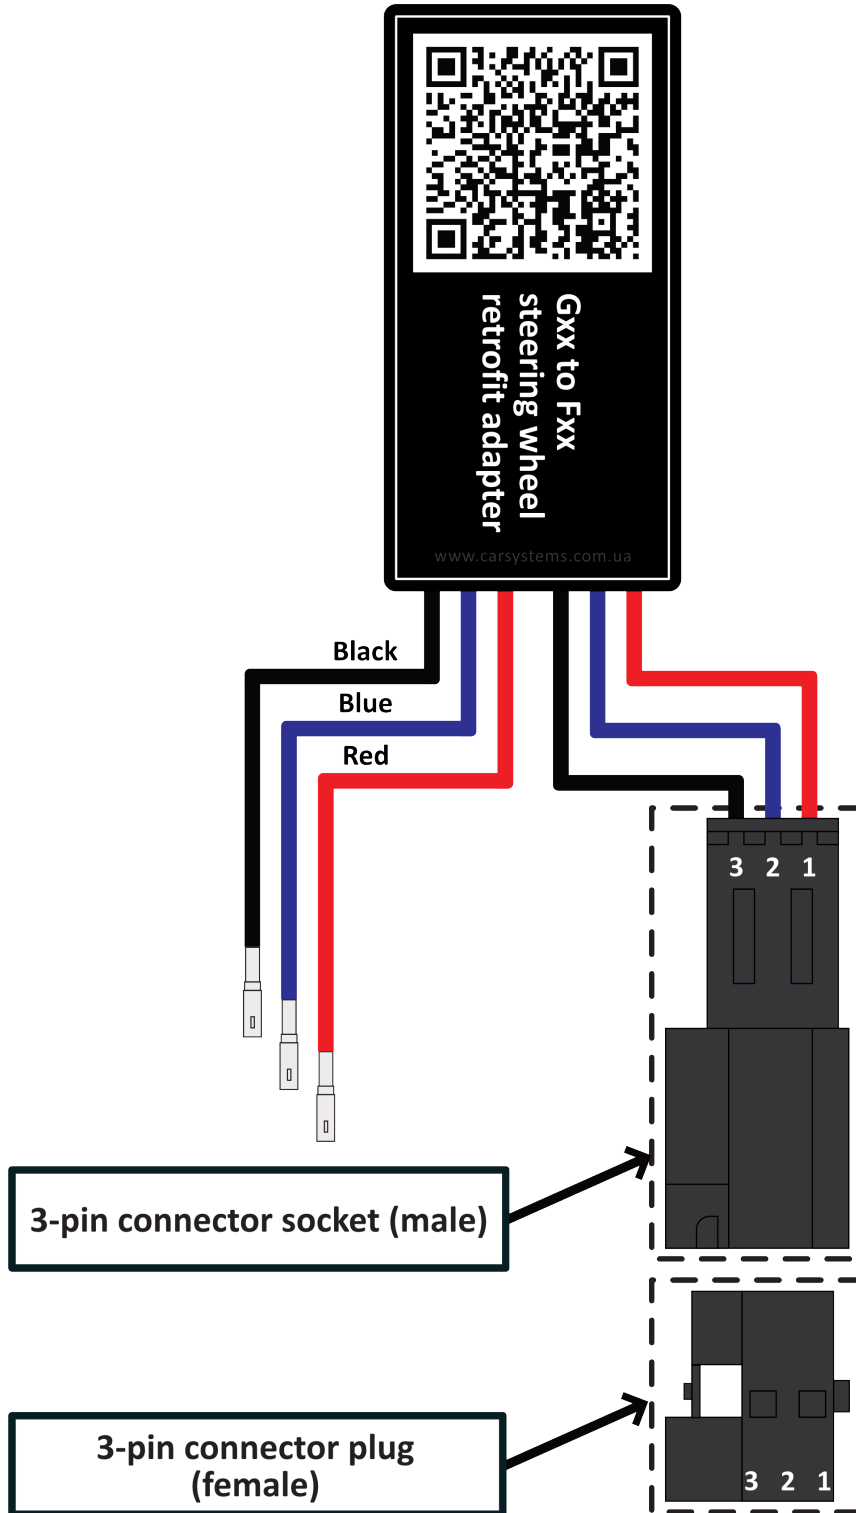 Gxx to Fxx
steering wheel
retrofit adapter
www.carsystems.com.ua
Black
Blue
Red
3 2 1
3-pin connector socket (male)
3-pin connector plug
(female)
3 2 1